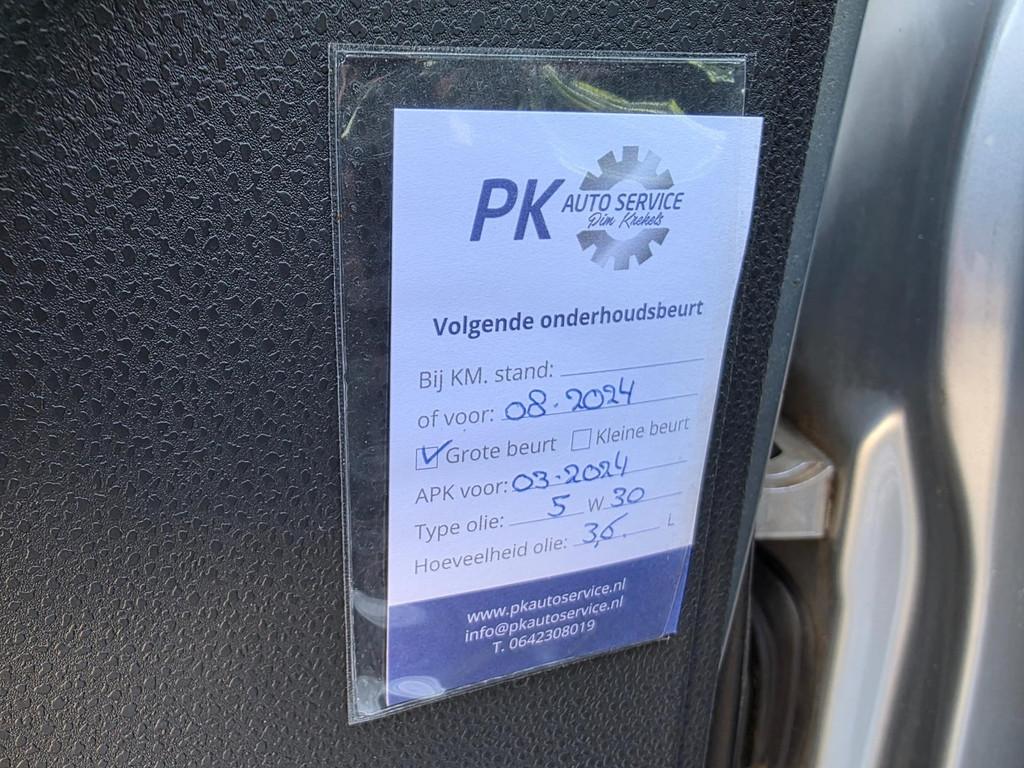 PK AUTO SERVICE
Pim Krekels
Volgende onderhoudsbeurt
Bij KM. stand:
of voor: 08.2024
Grote beurt Kleine beurt
APK voor: 03-2024
Type olie: 5 W 30
Hoeveelheid olie: 3,6. L
www.pkautoservice.nl
info@pkautoservice.nl
T. 0642308019